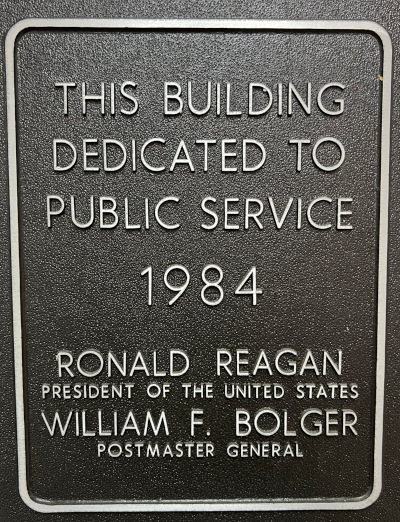 THIS BUILDING
DEDICATED TO
PUBLIC SERVICE
1984
RONALD REAGAN
PRESIDENT OF THE UNITED STATES
WILLIAM F. BOLGER
POSTMASTER GENERAL